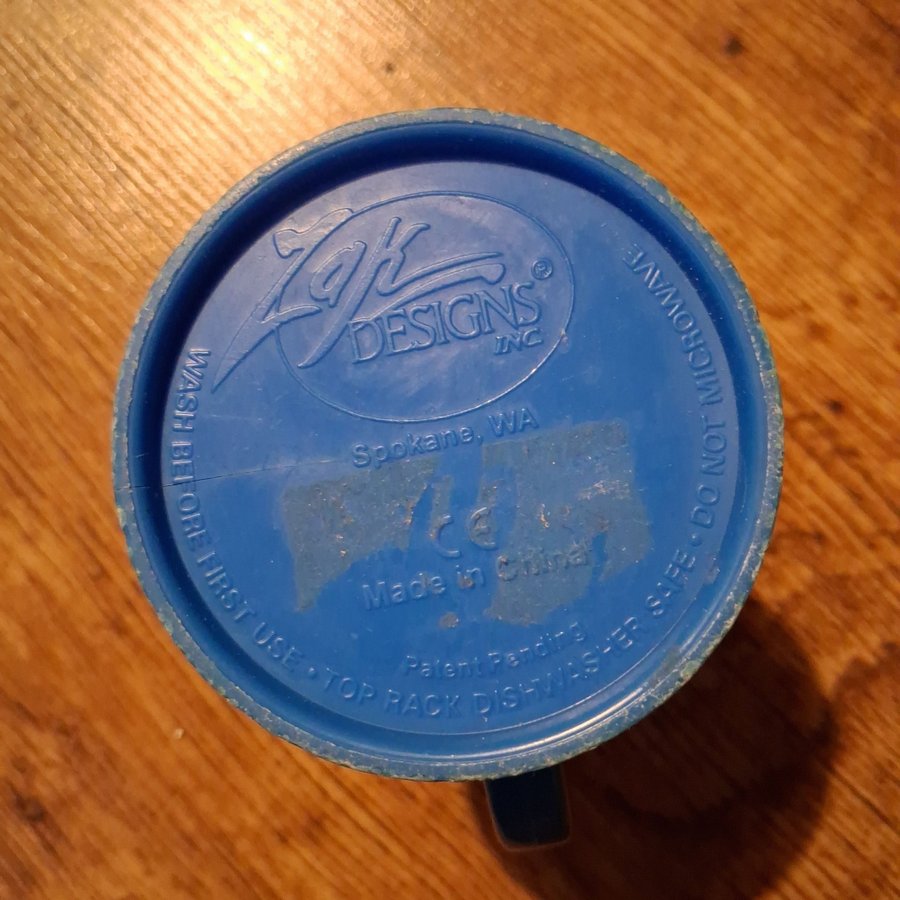 Zak
DESIGNS®
INC
Spokane, WA
CE
Made in China
Patent Pending
WASH BEFORE FIRST USE • TOP RACK DISHWASHER SAFE • DO NOT MICROWAVE